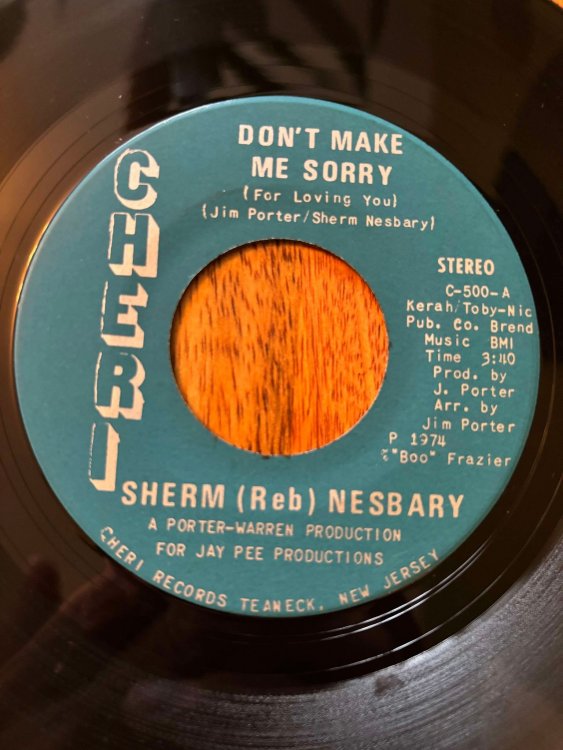 CHERI
DON'T MAKE
ME SORRY
(For Loving You)
(Jim Porter/Sherm Nesbary)
STEREO
C-500-A
Kerah/Toby-Nic
Pub. Co. Brend
Music BMI
Time 3:40
Prod. by
J. Porter
Arr. by
Jim Porter
P 1974
% "Boo" Frazier
SHERM (Reb) NESBARY
A PORTER-WARREN PRODUCTION
FOR JAY PEE PRODUCTIONS
CHERI RECORDS TEANECK, NEW JERSEY